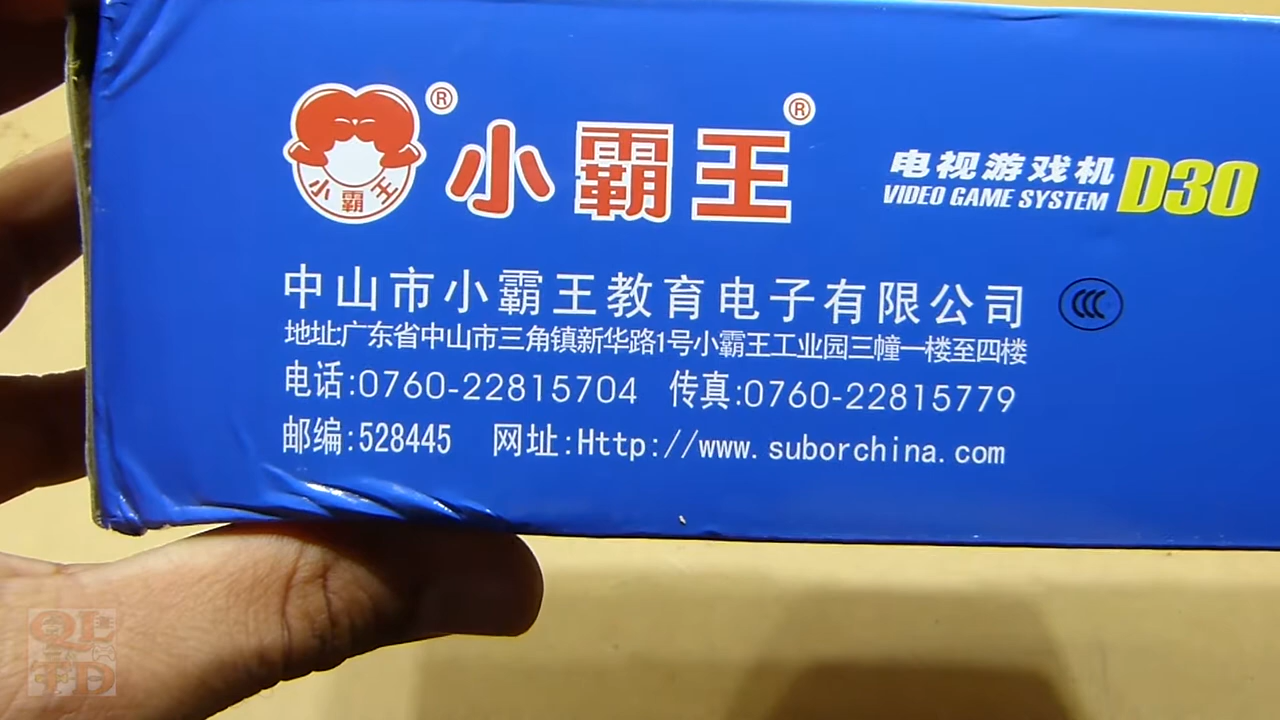 小霸王
® 小霸王®
电视游戏机
VIDEO GAME SYSTEM D30
中山市小霸王教育电子有限公司
地址:广东省中山市三角镇新华路1号小霸王工业园三幢一楼至四楼
电话:0760-22815704 传真:0760-22815779
邮编:528445 网址:Http://www.suborchina.com
QL
TD